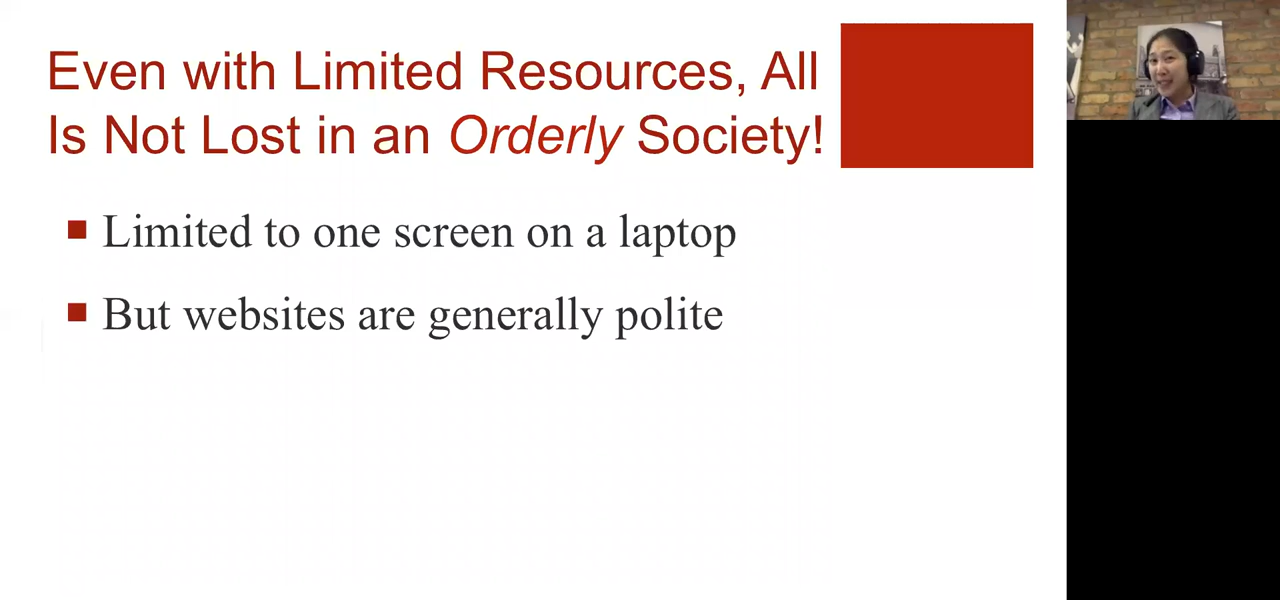 Even with Limited Resources, All
Is Not Lost in an Orderly Society!
Limited to one screen on a laptop
But websites are generally polite